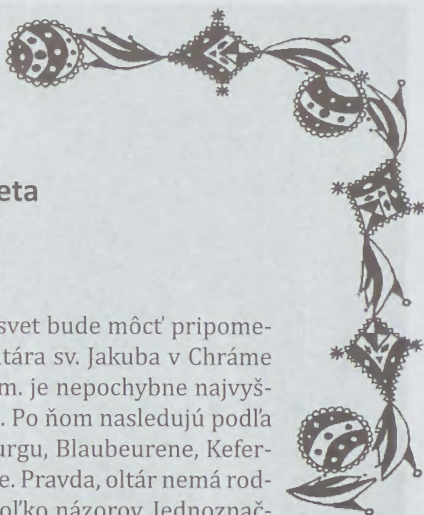 eta
svet bude môcť pripome-
tára sv. Jakuba v Chráme
m. je nepochybne najvyš-
. Po ňom nasledujú podľa
urgu, Blaubeurene, Kefer-
e. Pravda, oltár nemá rod-
oľko názorov. Jednoznač-